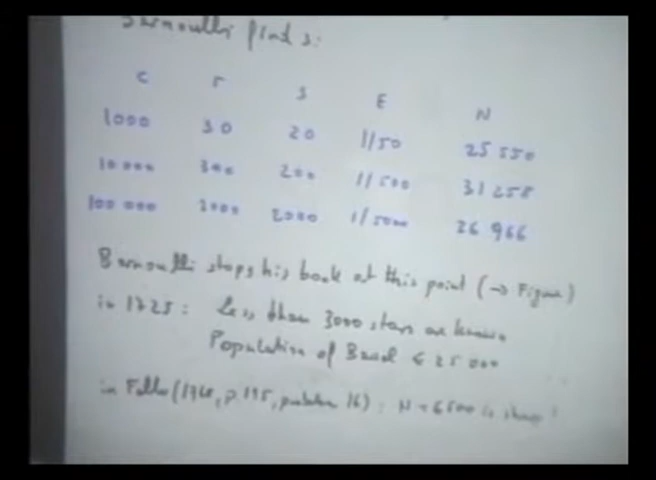 Bernoulli finds:
c r s E N
1000 30 20 1/50 25 550
10 000 300 200 1/500 31 258
100 000 3000 2000 1/5000 26 966
Bernoulli stops his book at this point (→ Figure)
in 1725: Less than 3000 stars are known
Population of Basel < 25 000
in Feller (1968, p. 195, problem 16): N = 6500 is